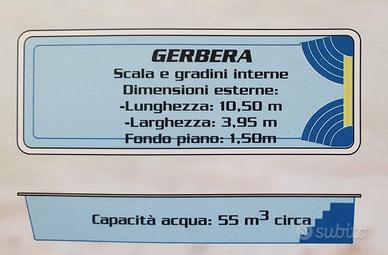 GERBERA
Scala e gradini interne
Dimensioni esterne:
-Lunghezza: 10,50 m
-Larghezza: 3,95 m
Fondo piano: 1,50m
Capacità acqua: 55 m³ circa
subito